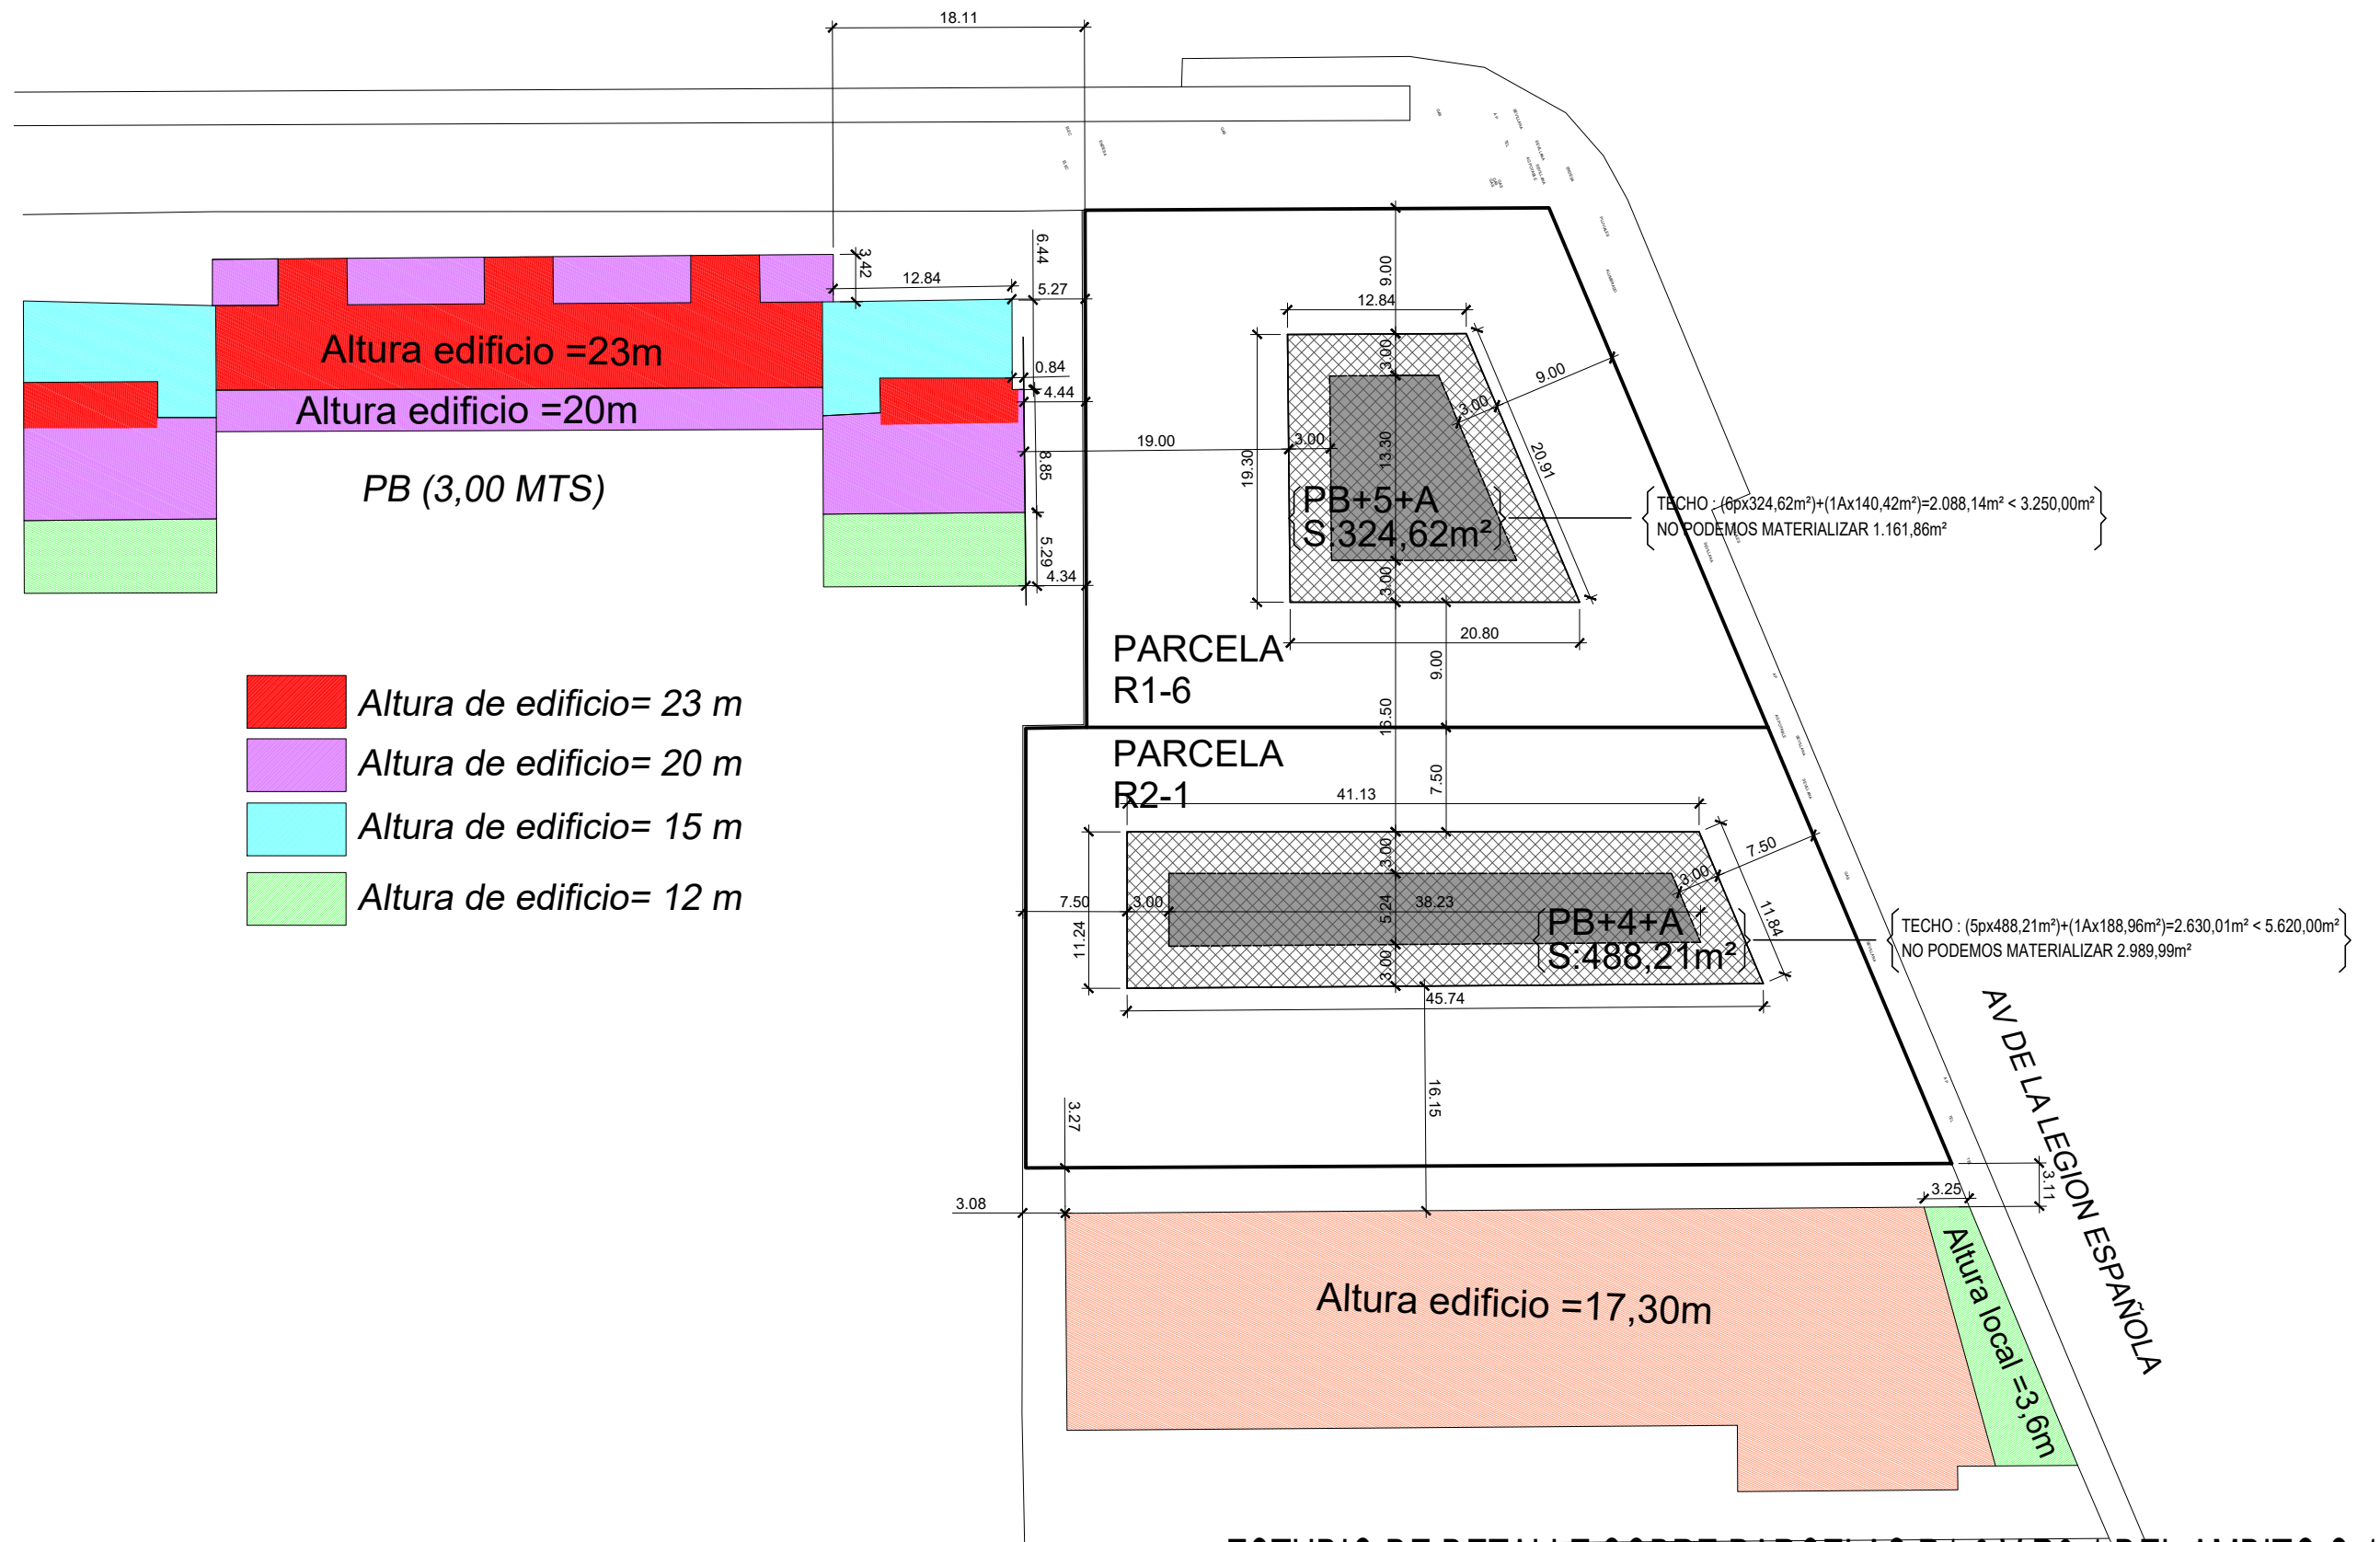 18.11
6.44
3.42
12.84
5.27
9.00
12.84
Altura edificio =23m
3.00
0.84
9.00
4.44
Altura edificio =20m
3.00
19.00
3.00
13.30
20.91
8.85
19.30
PB (3,00 MTS)
PB+5+A
S:324,62m²
TECHO : (6px324,62m²)+(1Ax140,42m²)=2.088,14m² < 3.250,00m²
NO PODEMOS MATERIALIZAR 1.161,86m²
5.29
4.34
3.00
20.80
PARCELA
R1-6
9.00
16.50
Altura de edificio= 23 m
Altura de edificio= 20 m
Altura de edificio= 15 m
Altura de edificio= 12 m
PARCELA
R2-1
7.50
41.13
3.00
7.50
3.00
7.50
3.00
5.24
38.23
11.84
11.24
PB+4+A
S:488,21m²
TECHO : (5px488,21m²)+(1Ax188,96m²)=2.630,01m² < 5.620,00m²
NO PODEMOS MATERIALIZAR 2.989,99m²
3.00
45.74
16.15
3.27
AV DE LA LEGION ESPAÑOLA
3.08
3.25
3.11
Altura edificio =17,30m
Altura local =3,6m